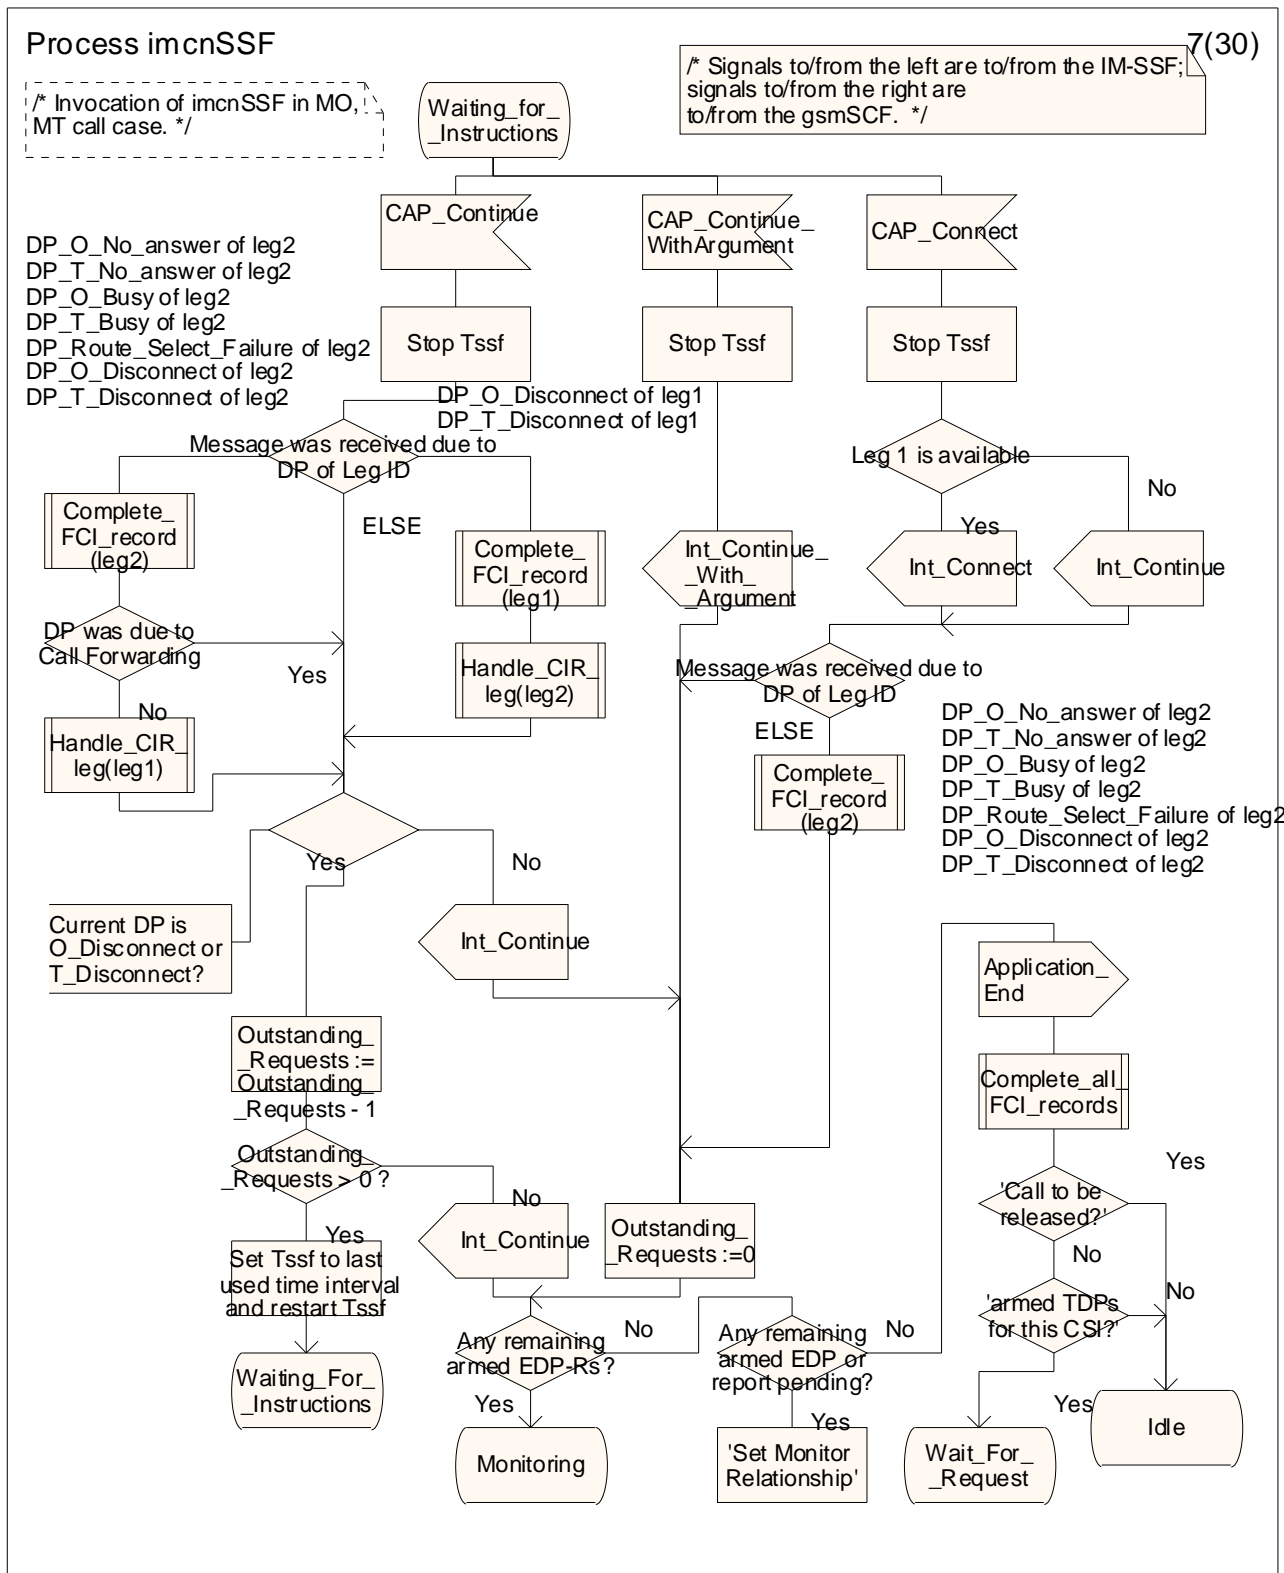 Process imcnSSF
7(30)
/* Invocation of imcnSSF in MO,
MT call case. */
/* Signals to/from the left are to/from the IM-SSF;
signals to/from the right are
to/from the gsmSCF. */
Waiting_for_
_Instructions
CAP_Continue
CAP_Continue_
WithArgument
CAP_Connect
DP_O_No_answer of leg2
DP_T_No_answer of leg2
DP_O_Busy of leg2
DP_T_Busy of leg2
DP_Route_Select_Failure of leg2
DP_O_Disconnect of leg2
DP_T_Disconnect of leg2
Stop Tssf
Stop Tssf
Stop Tssf
DP_O_Disconnect of leg1
DP_T_Disconnect of leg1
Message was received due to
DP of Leg ID
Leg 1 is available
No
Yes
ELSE
Complete_
FCI_record
(leg2)
Complete_
FCI_record
(leg1)
Int_Continue_
_With_
_Argument
Int_Connect
Int_Continue
DP was due to
Call Forwarding
Yes
No
Handle_CIR_
leg(leg2)
Handle_CIR_
leg(leg1)
Message was received due to
DP of Leg ID
ELSE
DP_O_No_answer of leg2
DP_T_No_answer of leg2
DP_O_Busy of leg2
DP_T_Busy of leg2
DP_Route_Select_Failure of leg2
DP_O_Disconnect of leg2
DP_T_Disconnect of leg2
Complete_
FCI_record
(leg2)
Yes
No
Current DP is
O_Disconnect or
T_Disconnect?
Int_Continue
Application_
End
Outstanding_
_Requests :=
Outstanding_
_Requests - 1
Complete_all_
FCI_records
Outstanding_
_Requests > 0 ?
No
Yes
Yes
'Call to be
released?'
No
Int_Continue
Outstanding_
_Requests :=0
Set Tssf to last
used time interval
and restart Tssf
'armed TDPs
for this CSI?'
No
Yes
Any remaining
armed EDP-Rs?
No
Yes
Any remaining
armed EDP or
report pending?
No
Yes
Waiting_For_
_Instructions
Monitoring
'Set Monitor
Relationship'
Wait_For_
_Request
Idle